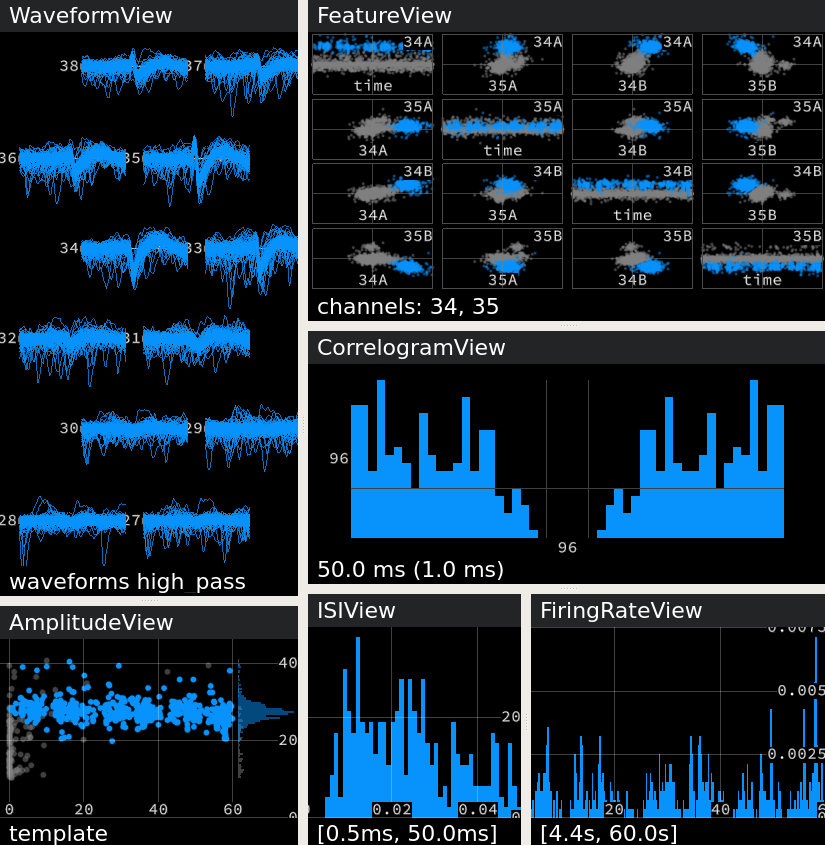 WaveformView
38 37
36 35
34 33
32 31
30 29
28 27
waveforms high_pass
FeatureView
34A 34A 34A 34A
time 35A 34B 35B
35A 35A 35A 35A
34A time 34B 35B
34B 34B 34B 34B
34A 35A time 35B
35B 35B 35B 35B
34A 35A 34B time
channels: 34, 35
CorrelogramView
96
96
50.0 ms (1.0 ms)
AmplitudeView
40
20
0 20 40 60 0
template
ISIView
20
0.02 0.04 0
[0.5ms, 50.0ms]
FiringRateView
0.0075
0.005
0.0025
20 40
[4.4s, 60.0s]